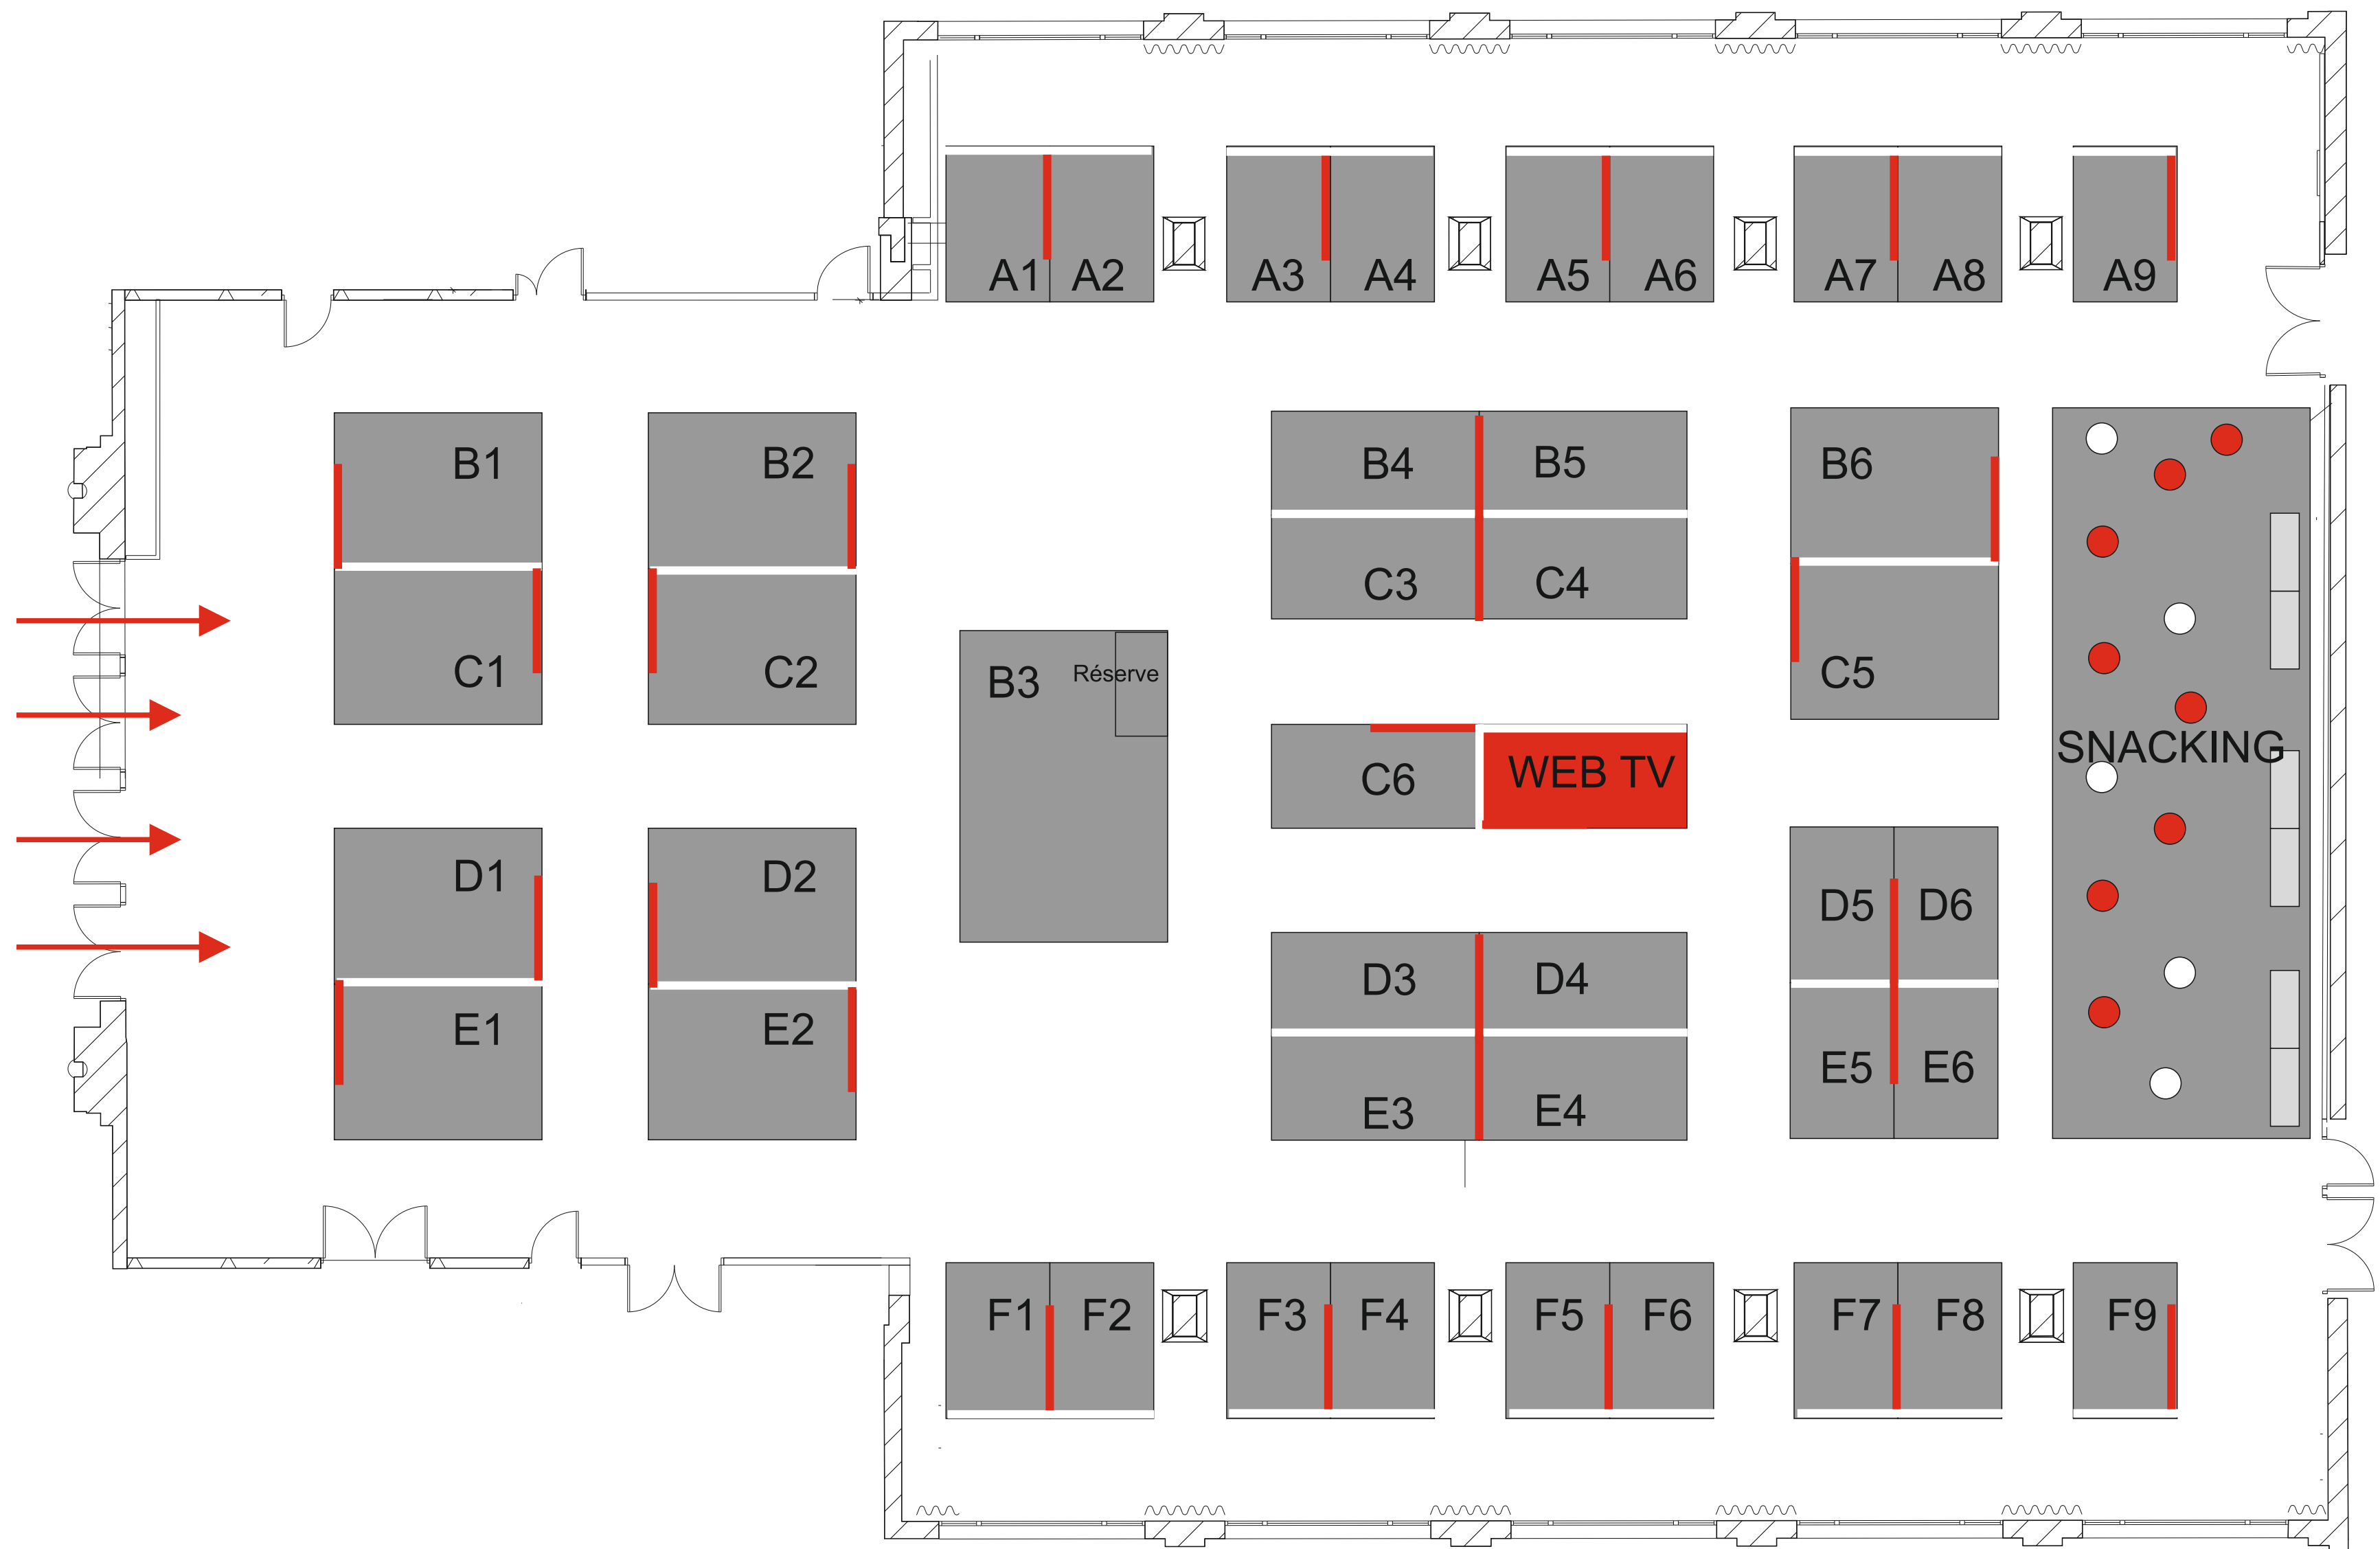 A1 A2 A3 A4 A5 A6 A7 A8 A9
B1 B2 B4 B5 B6
C3 C4
C1 C2 B3 Réserve C5
SNACKING
C6 WEB TV
D1 D2 D5 D6
D3 D4
E1 E2 E5 E6
E3 E4
F1 F2 F3 F4 F5 F6 F7 F8 F9